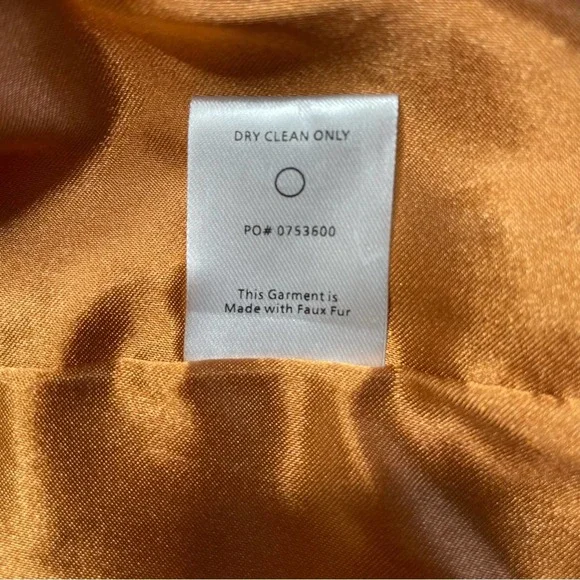 DRY CLEAN ONLY
PO# 0753600
This Garment is
Made with Faux Fur